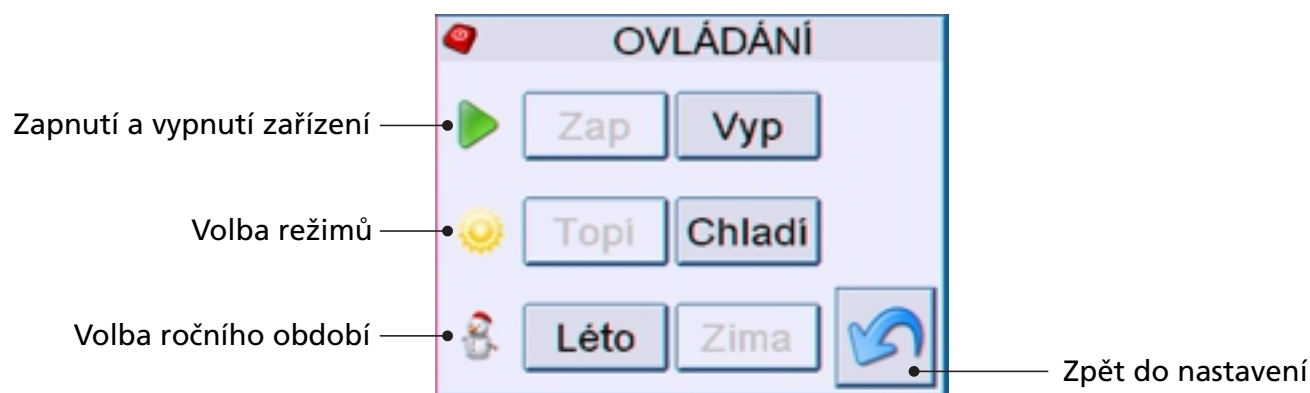 OVLÁDÁNÍ
Zapnutí a vypnutí zařízení Zap Vyp
Volba režimů Topí Chladí
Volba ročního období Léto Zima
Zpět do nastavení